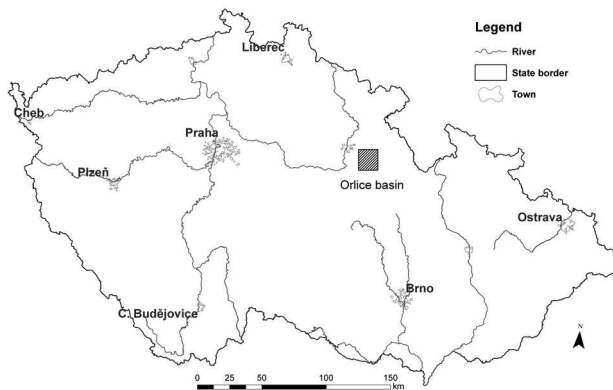 Legend
River
State border
Town
Liberec
Cheb
Praha
Plzeň
Orlice basin
Ostrava
Brno
Č. Budějovice
N
0 50 100 150
km